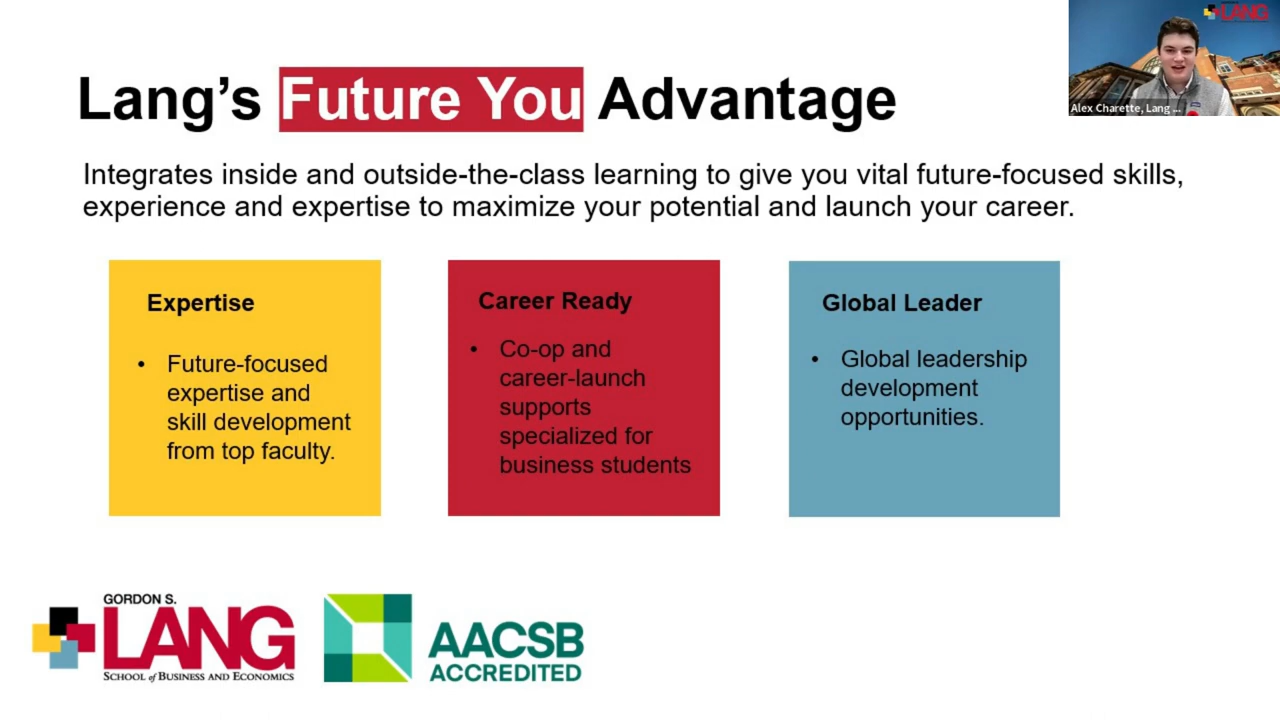 Lang's Future You Advantage
Integrates inside and outside-the-class learning to give you vital future-focused skills,
experience and expertise to maximize your potential and launch your career.
Expertise
• Future-focused
expertise and
skill development
from top faculty.
Career Ready
• Co-op and
career-launch
supports
specialized for
business students
Global Leader
• Global leadership
development
opportunities.
GORDON S.
LANG
SCHOOL of BUSINESS AND ECONOMICS
AACSB
ACCREDITED
LANG
Alex Charette, Lang ...